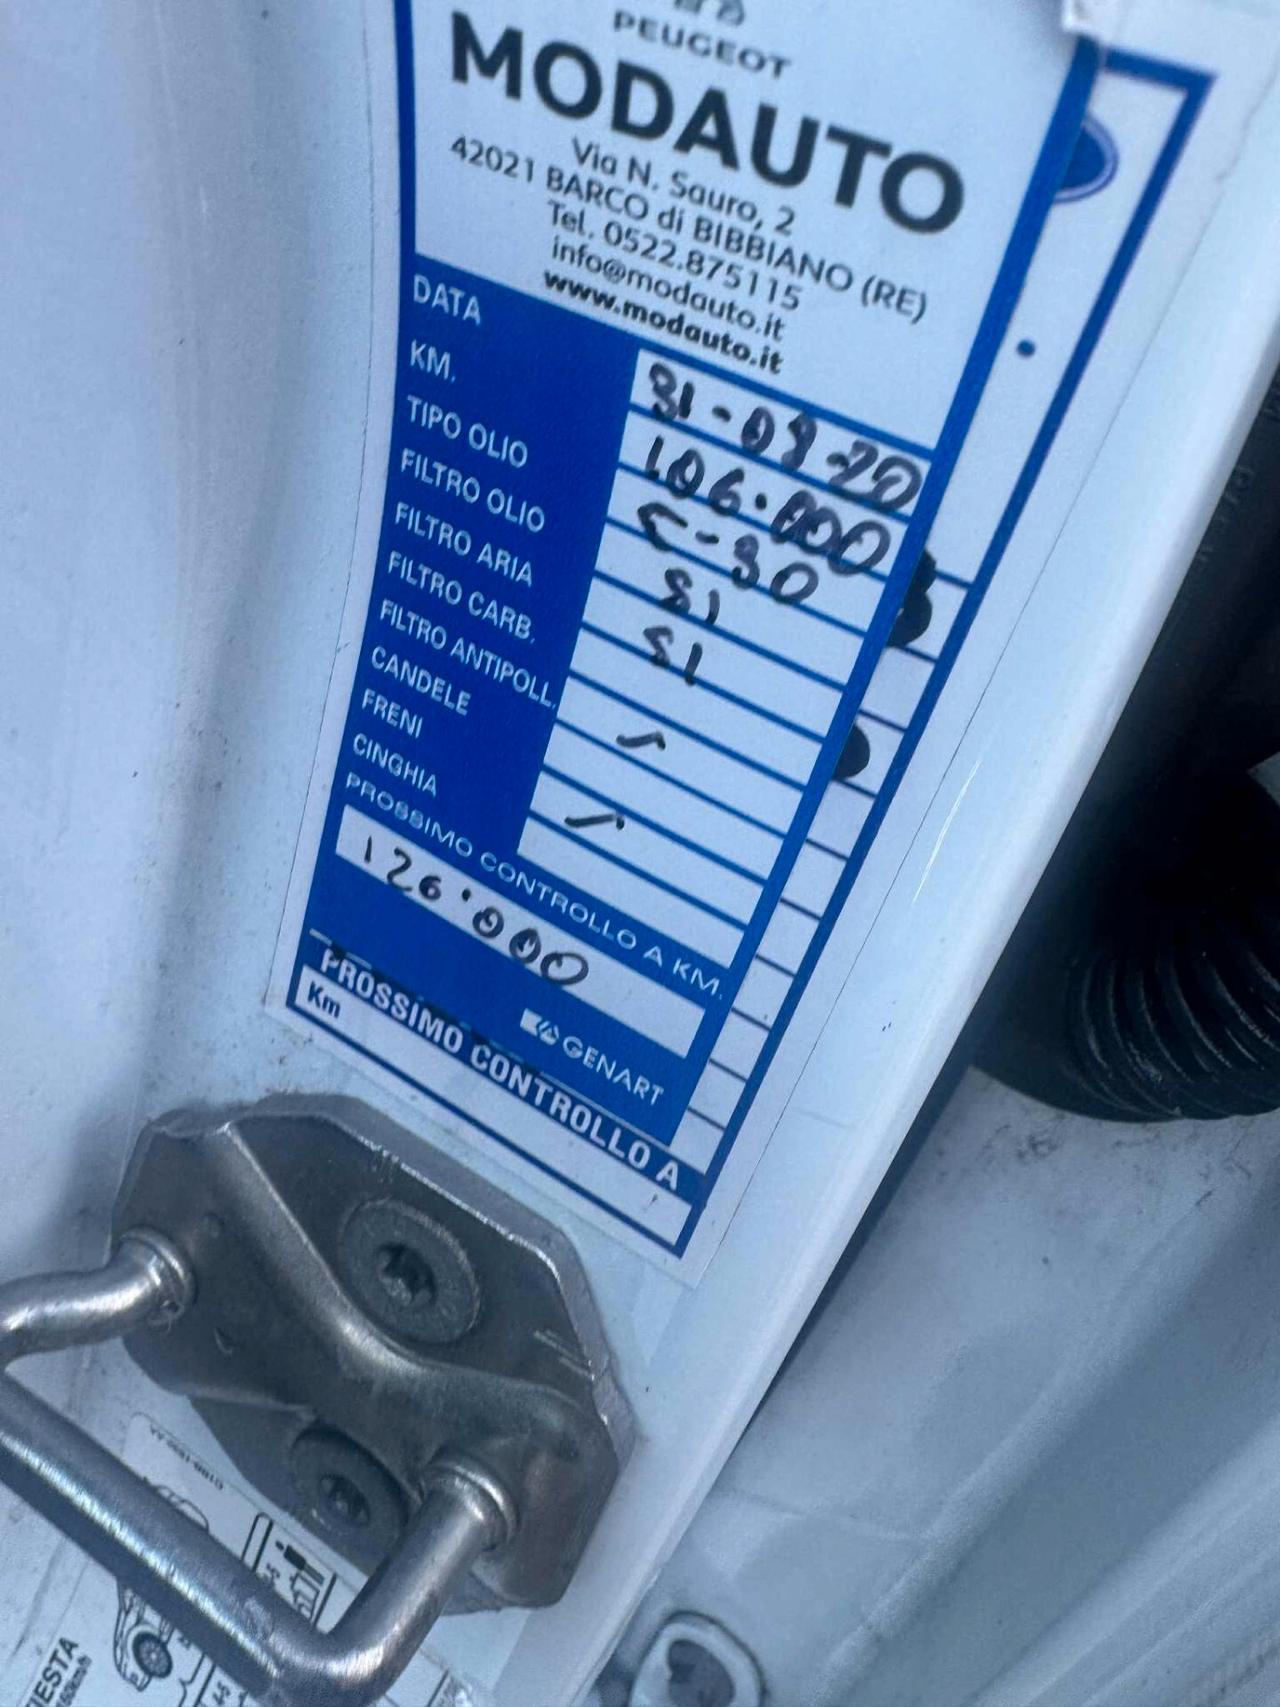 PEUGEOT
MODAUTO
Via N. Sauro, 2
42021 BARCO di BIBBIANO (RE)
Tel. 0522.875115
info@modauto.it
www.modauto.it
DATA 31-08-20
KM. 106.000
TIPO OLIO C-30
FILTRO OLIO SI
FILTRO ARIA SI
FILTRO CARB.
FILTRO ANTIPOLL.
CANDELE
FRENI
CINGHIA
PROSSIMO CONTROLLO A KM.
126.000
GENART
PROSSIMO CONTROLLO A
Km